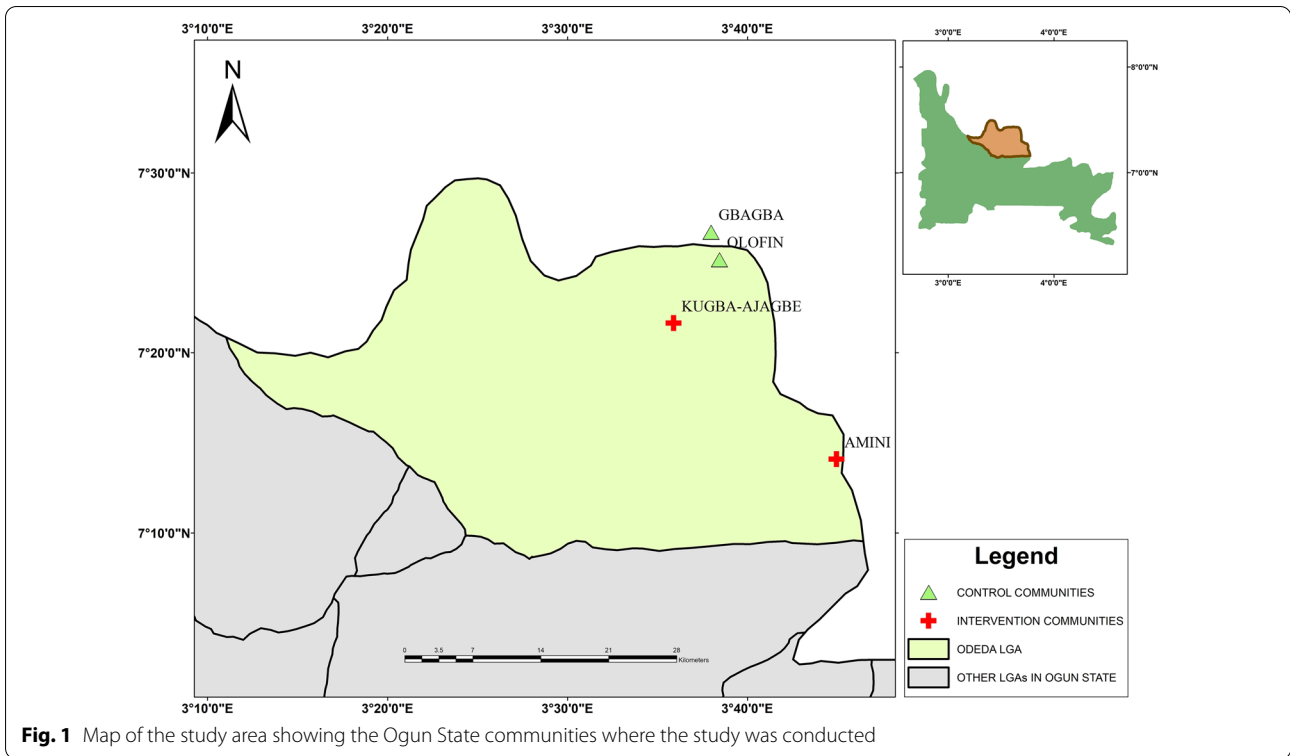 3°10'0"E 3°20'0"E 3°30'0"E 3°40'0"E
3°0'0"E 4°0'0"E
8°0'0"N
N
7°30'0"N
7°0'0"N
GBAGBA
OLOFIN
KUGBA-AJAGBE
3°0'0"E 4°0'0"E
7°20'0"N
AMINI
7°10'0"N
Legend
CONTROL COMMUNITIES
INTERVENTION COMMUNITIES
ODEDA LGA
OTHER LGAs IN OGUN STATE
0 3.5 7 14 21 28
Kilometers
3°10'0"E 3°20'0"E 3°30'0"E 3°40'0"E
Fig. 1 Map of the study area showing the Ogun State communities where the study was conducted